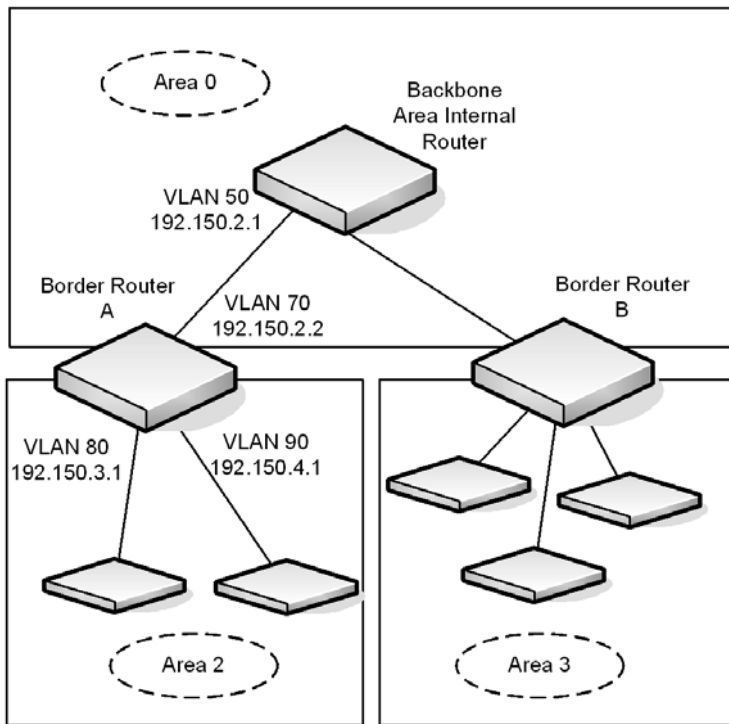 Area 0
Backbone
Area Internal
Router
VLAN 50
192.150.2.1
Border Router
A
VLAN 70
192.150.2.2
Border Router
B
VLAN 80
192.150.3.1
VLAN 90
192.150.4.1
Area 2
Area 3